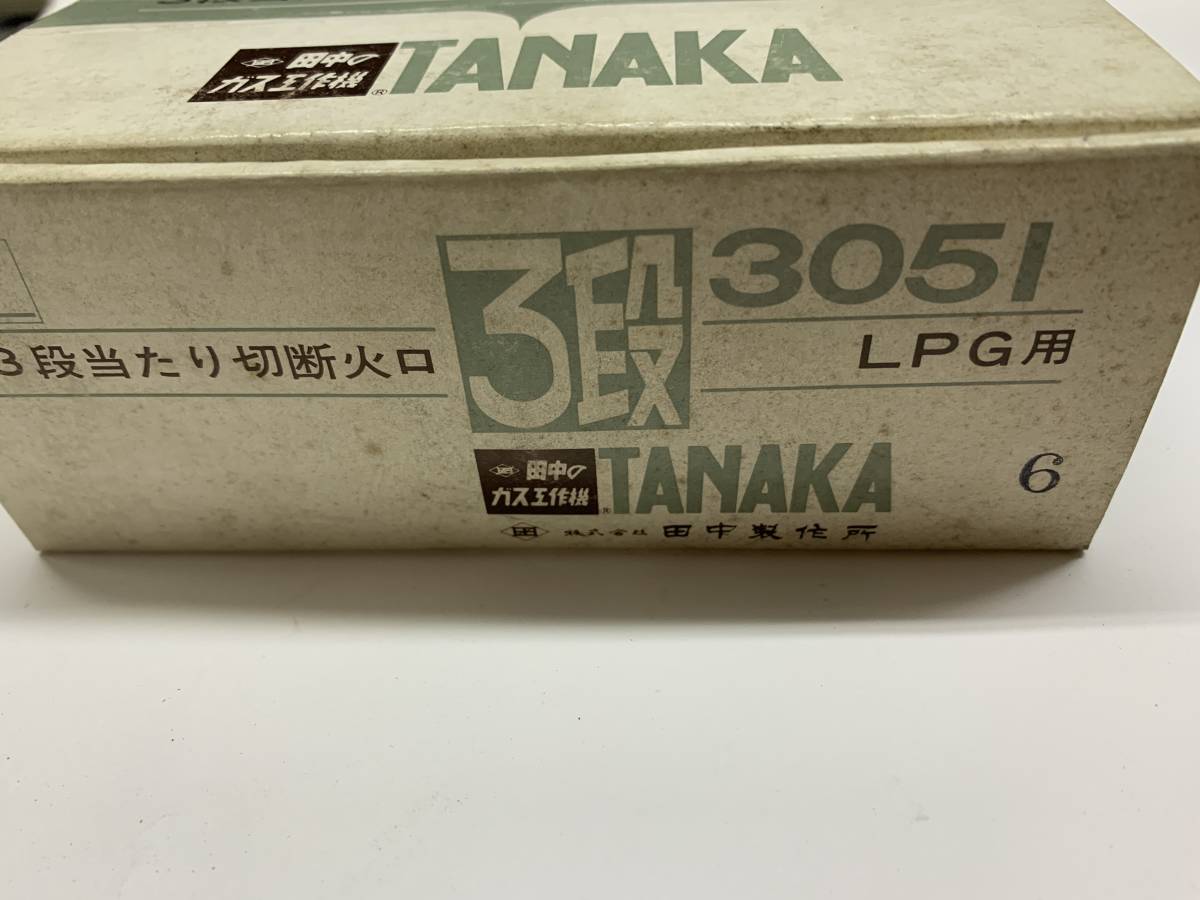 田中の
ガス工作機
®
TANAKA
3段
3051
3段当たり切断火口
LPG用
田中の
ガス工作機
®
TANAKA
6
田 株式会社 田中製作所